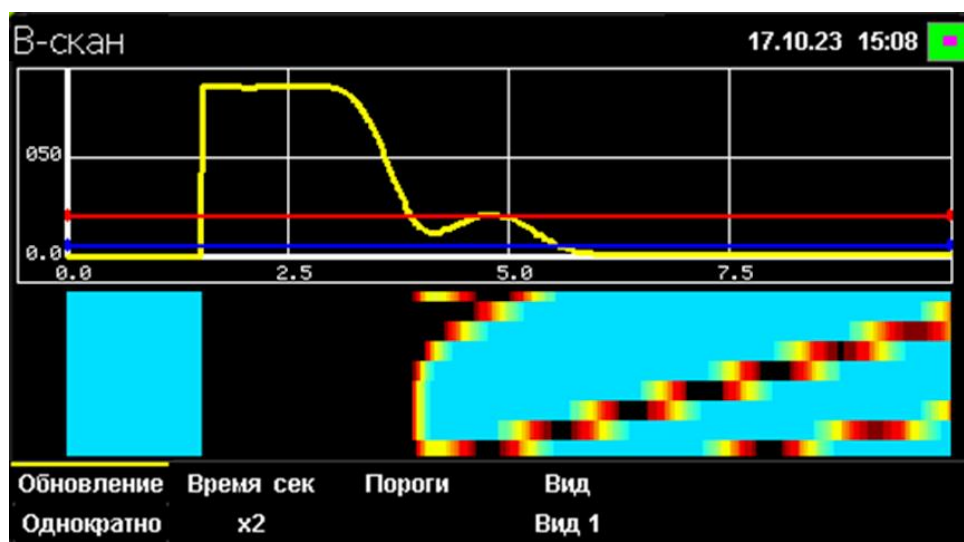 В-скан
17.10.23 15:08
050
0.0
0.0 2.5 5.0 7.5
Обновление Время сек Пороги Вид
Однократно x2 Вид 1